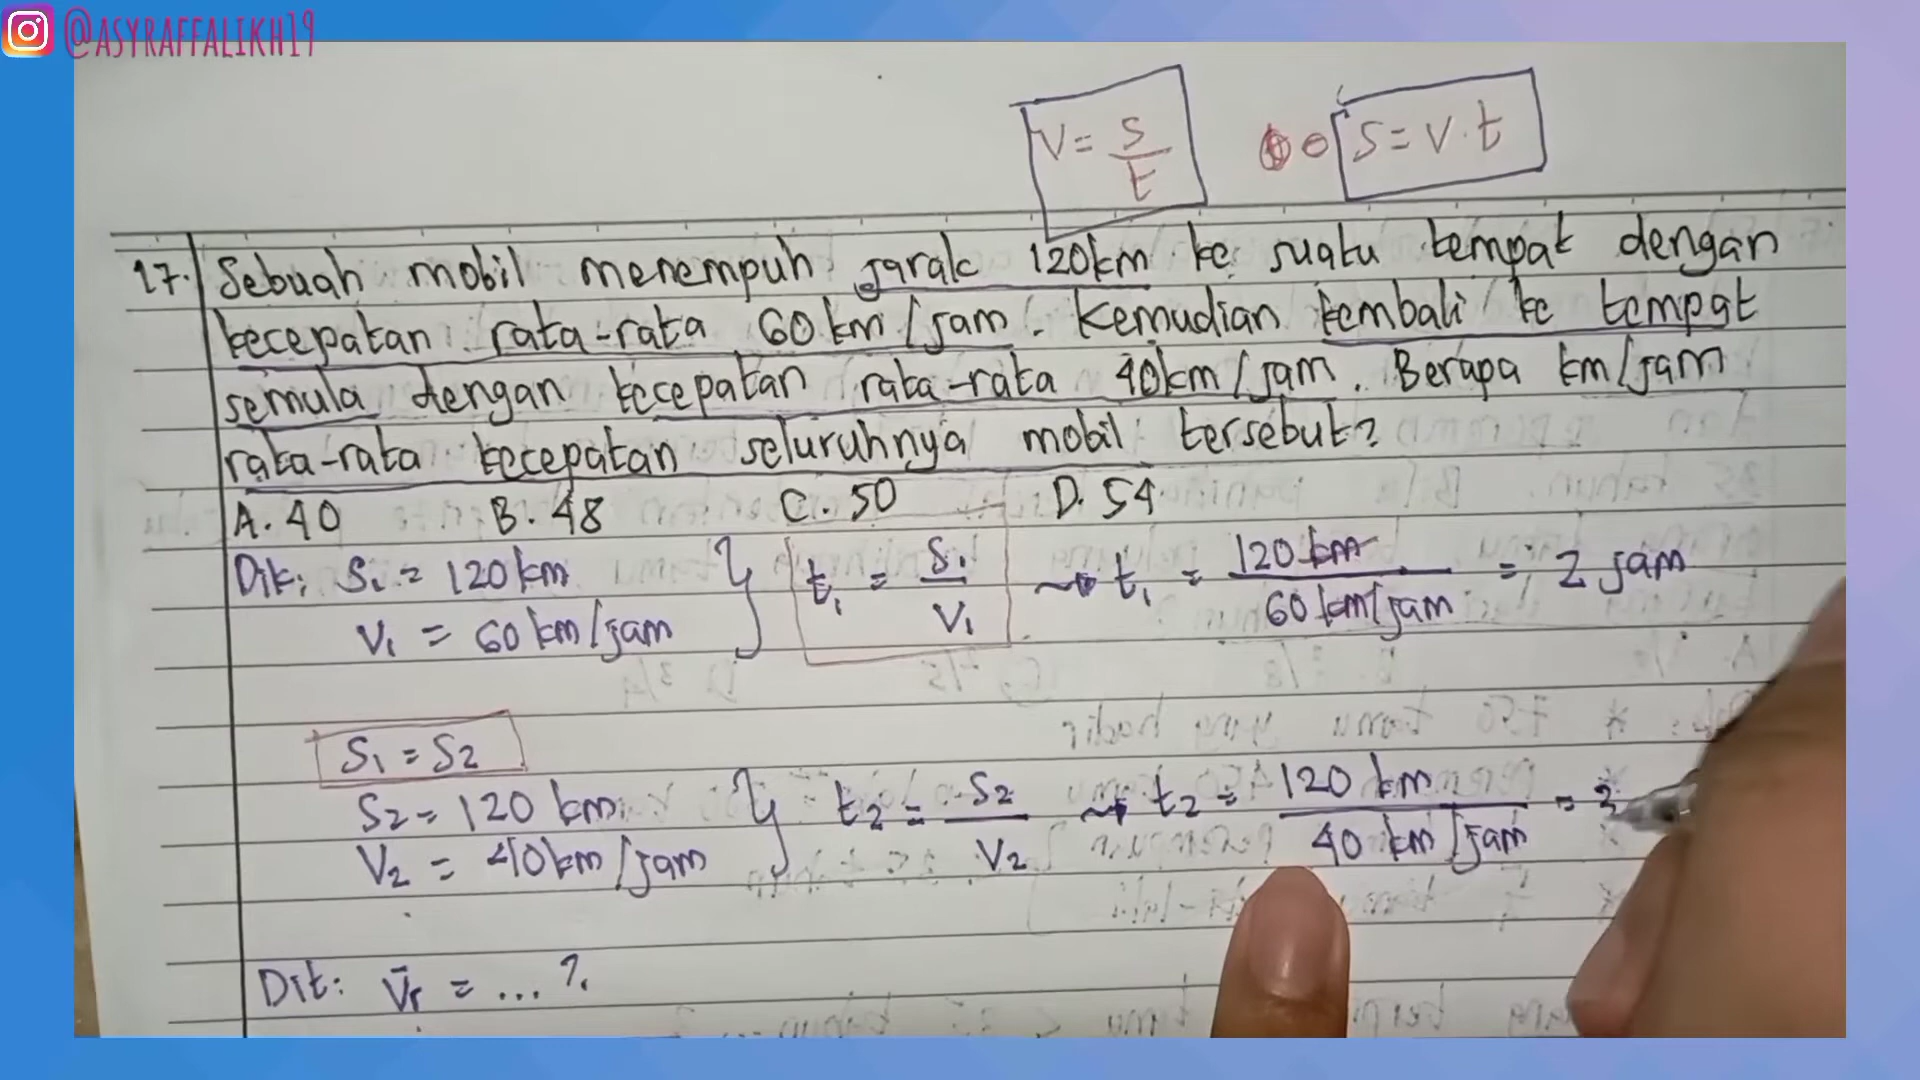 @ASYRAFFALIKH19
V = S/t
S = V . t
17. Sebuah mobil menempuh jarak 120km ke suatu tempat dengan
kecepatan rata-rata 60 km/jam. Kemudian kembali ke tempat
semula dengan kecepatan rata-rata 40km/jam. Berapa km/jam
rata-rata kecepatan seluruhnya mobil tersebut?
A. 40 B. 48 C. 50 D. 54
Dik: S1 = 120 km } t1 = S1/V1 ~> t1 = 120 km / 60 km/jam = 2 jam
V1 = 60 km/jam
S1 = S2
S2 = 120 km } t2 = S2/V2 ~> t2 = 120 km / 40 km/jam = 3
V2 = 40 km/jam
Dit: V̄r = ... ?